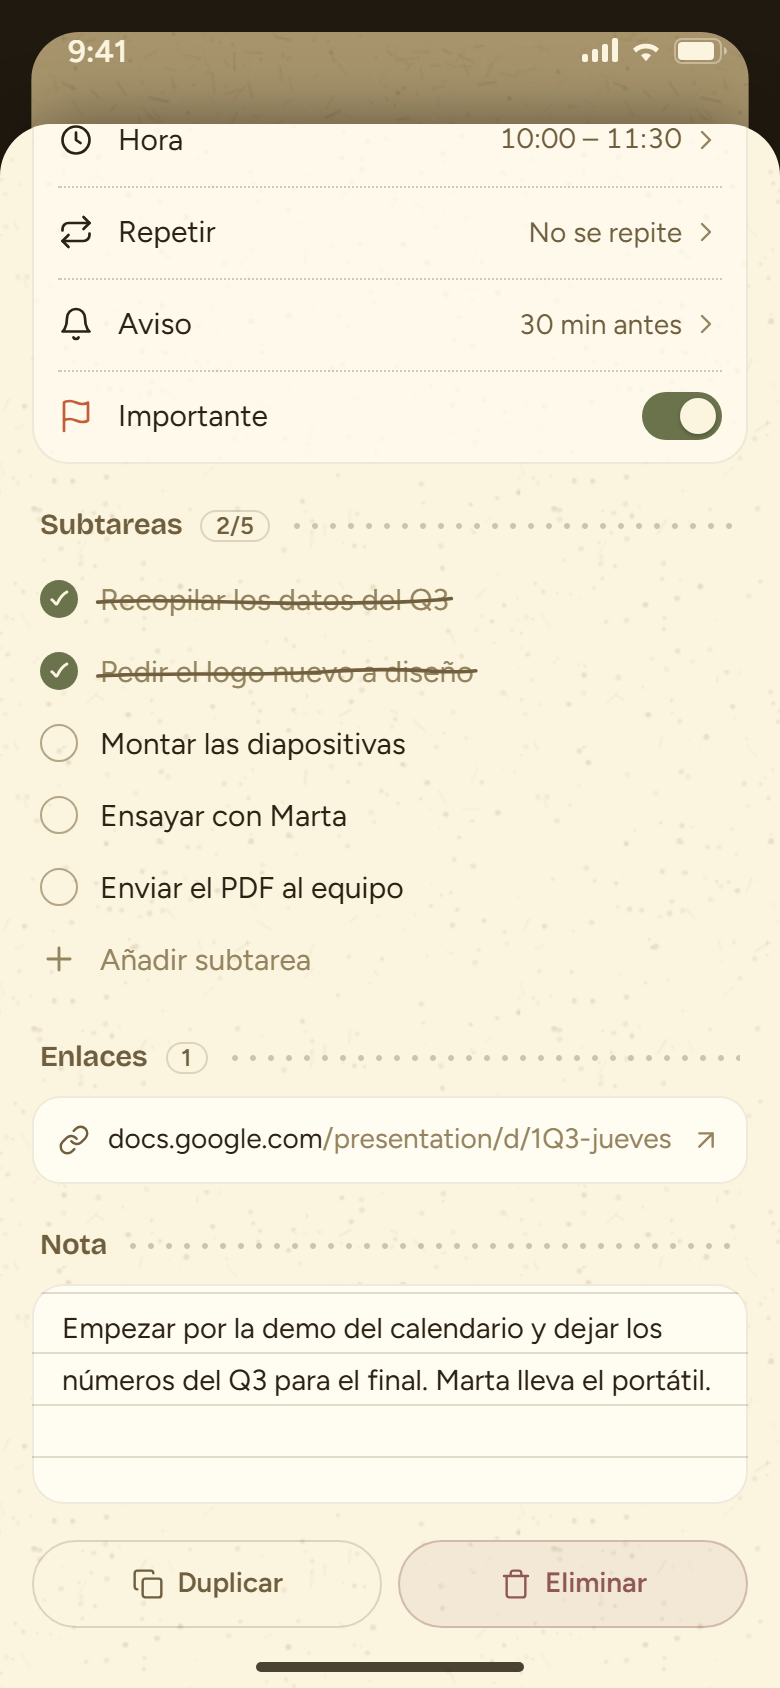 9:41
Hora 10:00 – 11:30
Repetir No se repite
Aviso 30 min antes
Importante
Subtareas 2/5
Recopilar los datos del Q3
Pedir el logo nuevo a diseño
Montar las diapositivas
Ensayar con Marta
Enviar el PDF al equipo
Añadir subtarea
Enlaces 1
docs.google.com/presentation/d/1Q3-jueves
Nota
Empezar por la demo del calendario y dejar los
números del Q3 para el final. Marta lleva el portátil.
Duplicar Eliminar